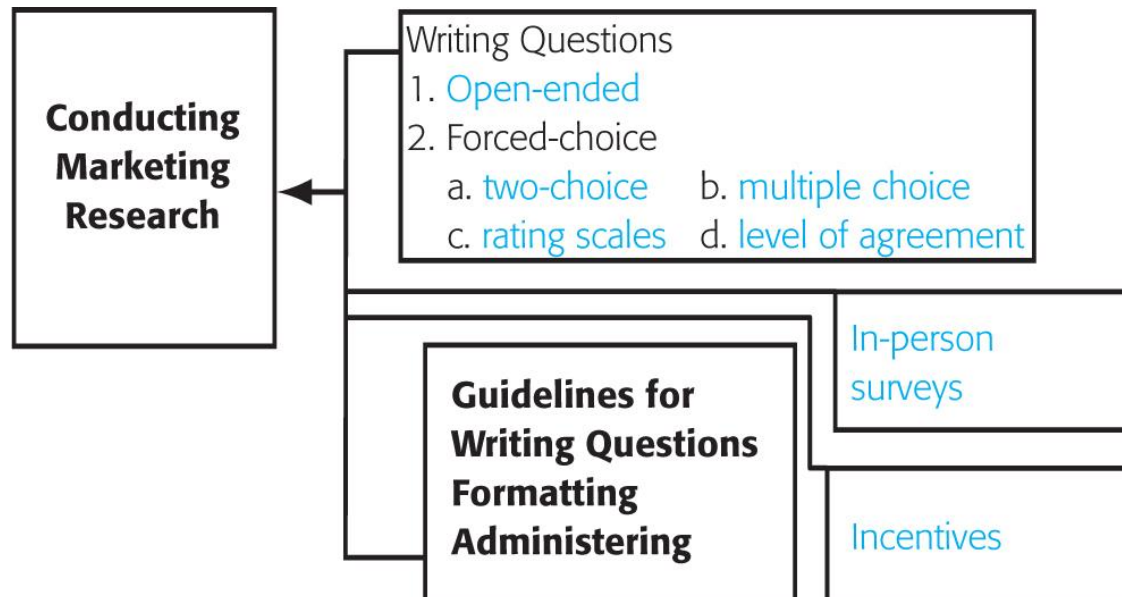 Conducting
Marketing
Research
Writing Questions
1. Open-ended
2. Forced-choice
a. two-choice b. multiple choice
c. rating scales d. level of agreement
In-person
surveys
Guidelines for
Writing Questions
Formatting
Administering
Incentives